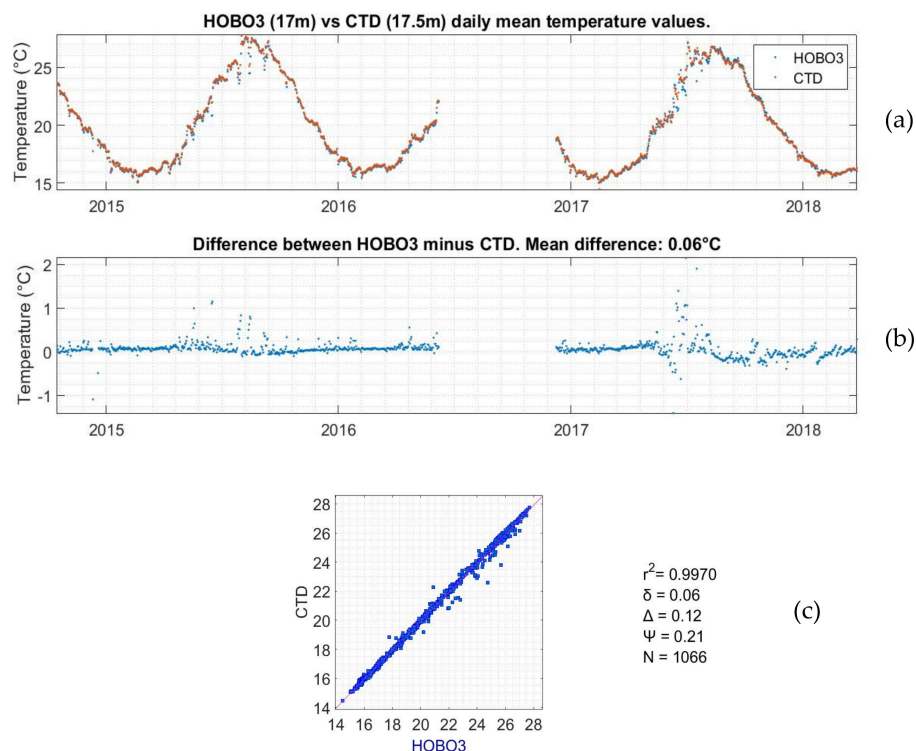 HOBO3 (17m) vs CTD (17.5m) daily mean temperature values.
Temperature (°C)
25
20
15
HOBO3
CTD
2015 2016 2017 2018
(a)
Difference between HOBO3 minus CTD. Mean difference: 0.06°C
Temperature (°C)
2
1
0
-1
2015 2016 2017 2018
(b)
CTD
28
26
24
22
20
18
16
14
14 16 18 20 22 24 26 28
HOBO3
r²= 0.9970
δ = 0.06
Δ = 0.12
Ψ = 0.21
N = 1066
(c)